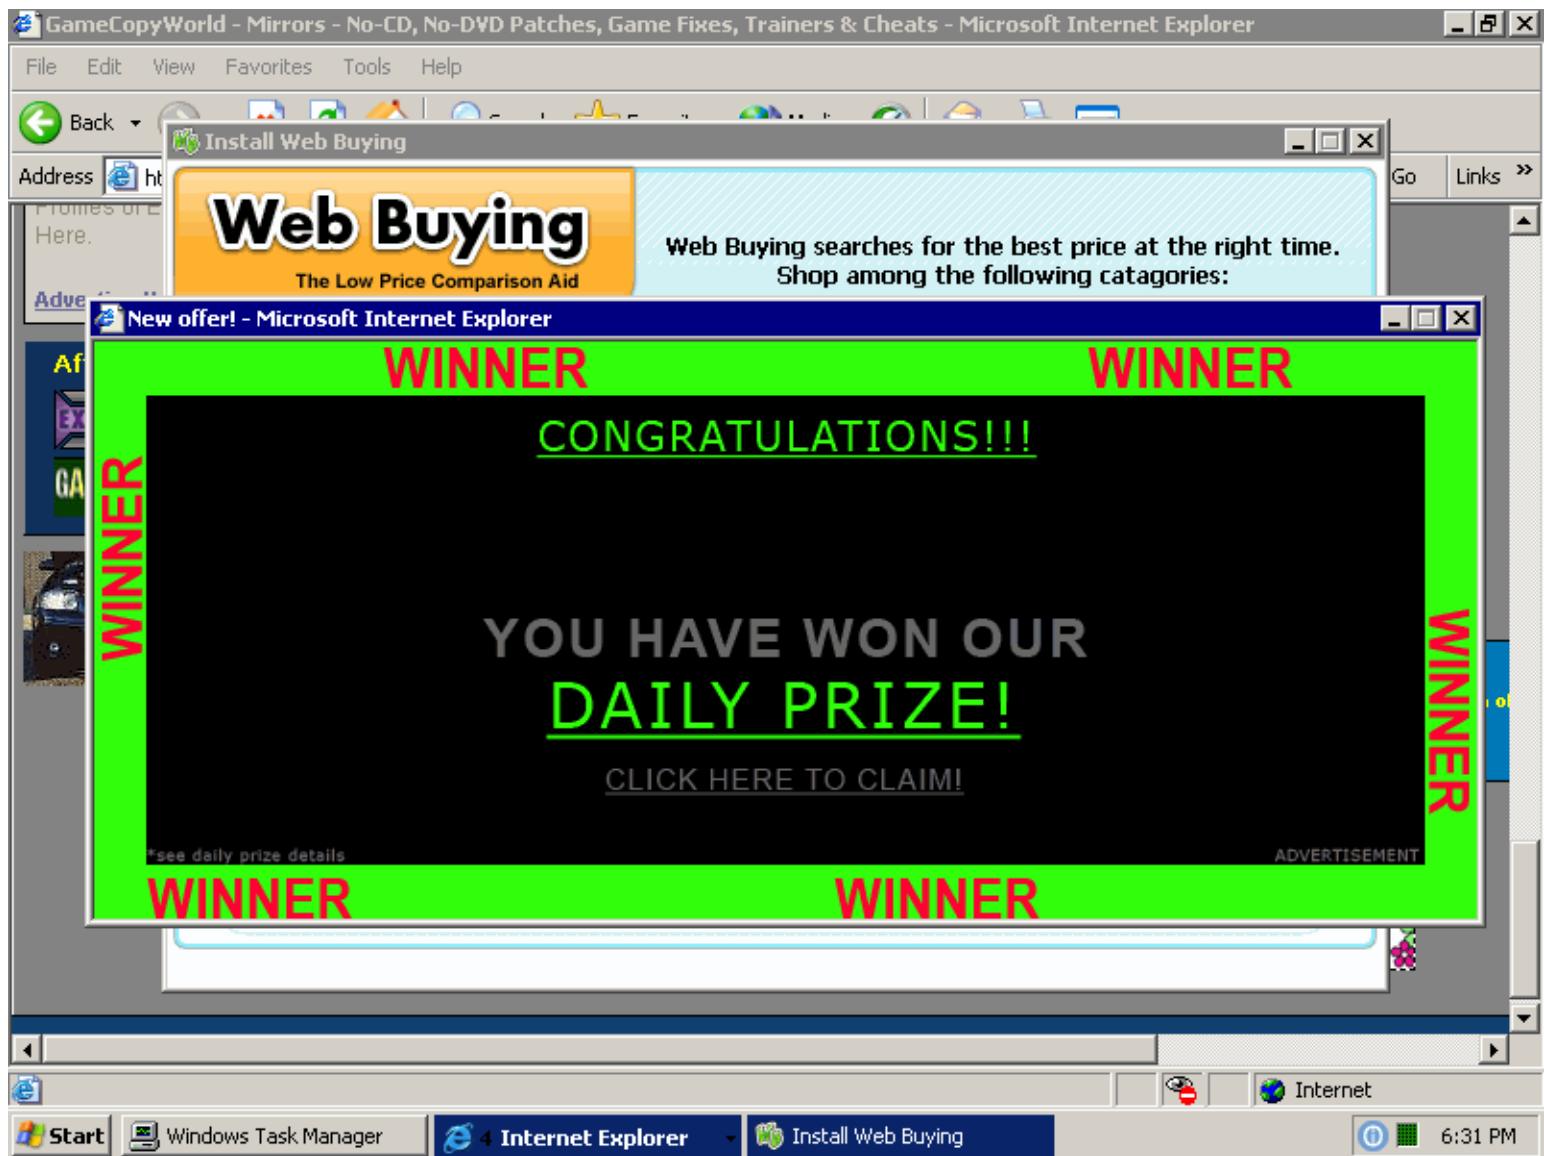 GameCopyWorld - Mirrors - No-CD, No-DVD Patches, Game Fixes, Trainers & Cheats - Microsoft Internet Explorer
File Edit View Favorites Tools Help
Back
Install Web Buying
Address ht Go Links »
Here.
Web Buying
The Low Price Comparison Aid
Web Buying searches for the best price at the right time.
Shop among the following catagories:
New offer! - Microsoft Internet Explorer
WINNER WINNER
CONGRATULATIONS!!!
WINNER
YOU HAVE WON OUR
DAILY PRIZE!
CLICK HERE TO CLAIM!
WINNER
*see daily prize details ADVERTISEMENT
WINNER WINNER
Internet
Start Windows Task Manager 4 Internet Explorer Install Web Buying 6:31 PM